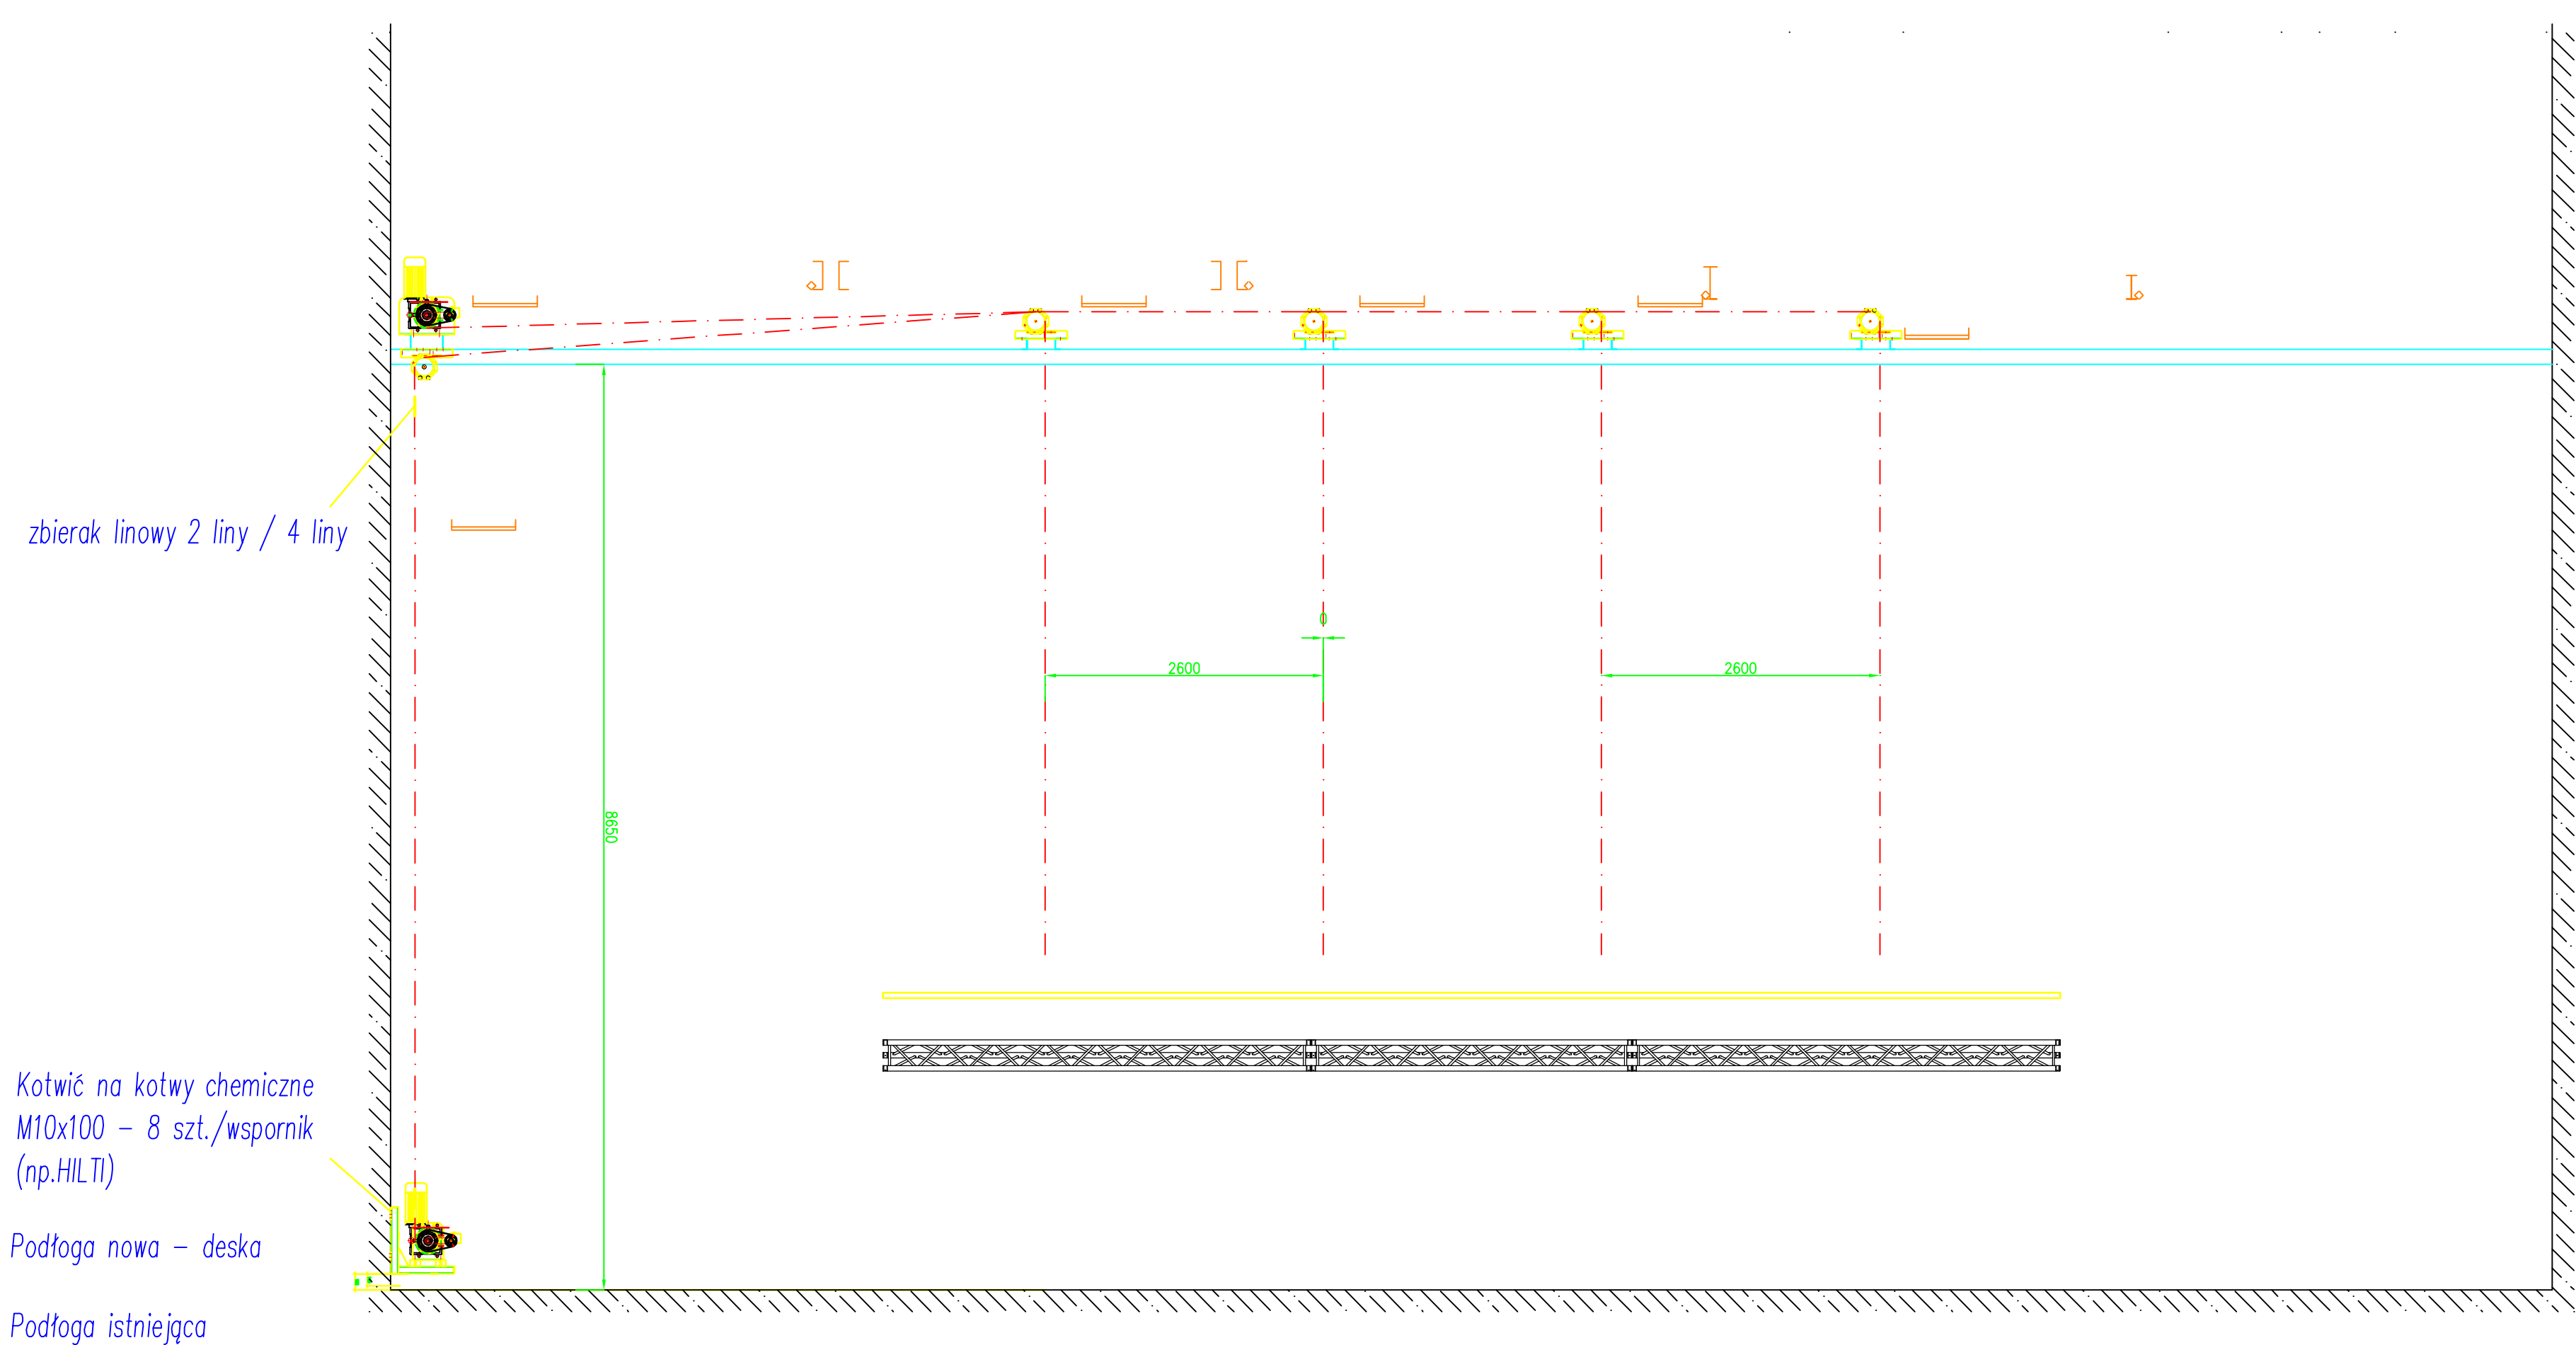 zbierak linowy 2 liny / 4 liny
0
2600
2600
8650
Kotwić na kotwy chemiczne
M10x100 – 8 szt./wspornik
(np.HILTI)
Podłoga nowa – deska
Podłoga istniejąca